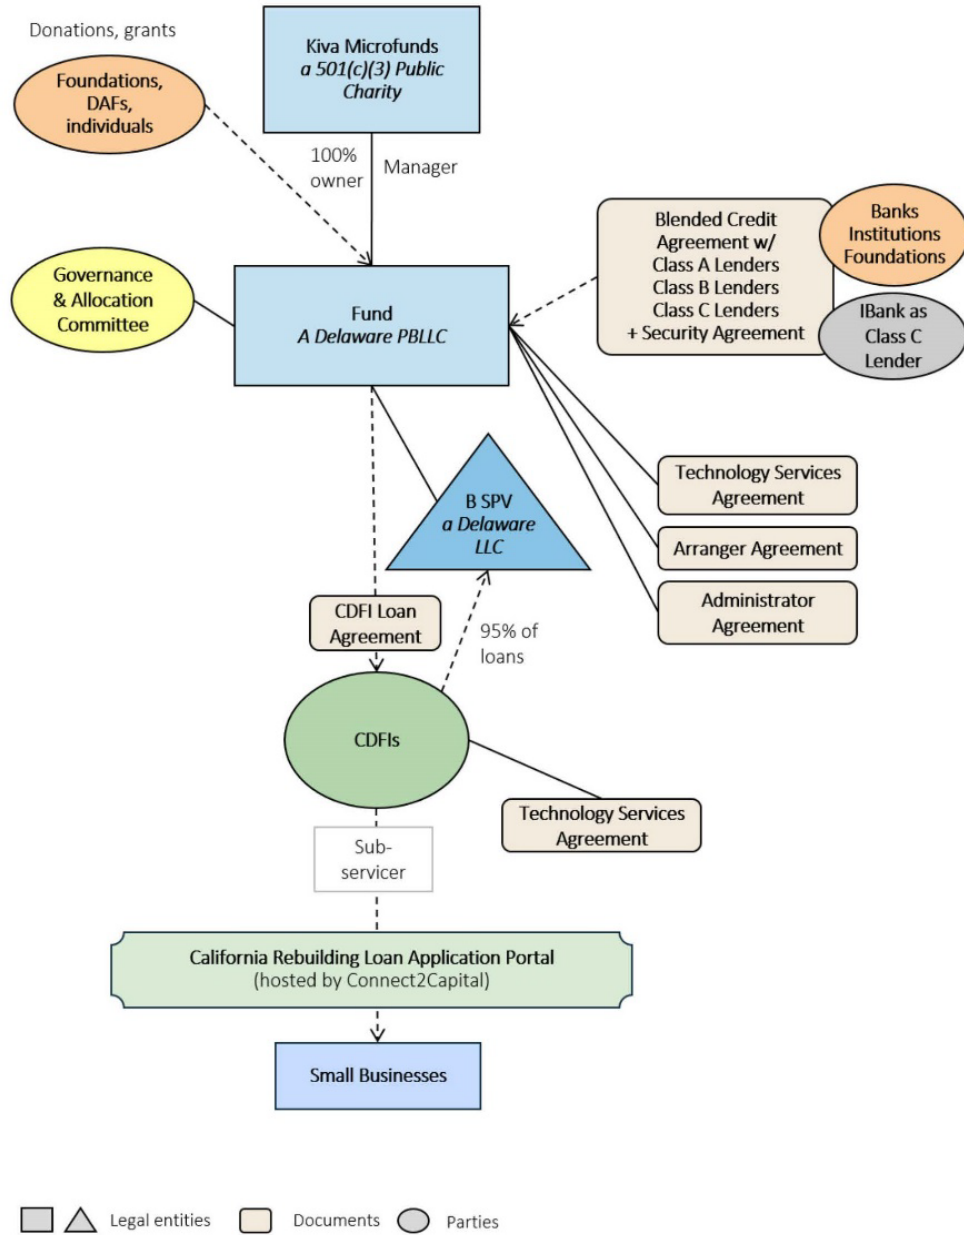 Donations, grants
Kiva Microfunds
a 501(c)(3) Public
Charity
Foundations,
DAFs,
individuals
100%
owner
Manager
Blended Credit
Agreement w/
Class A Lenders
Class B Lenders
Class C Lenders
+ Security Agreement
Banks
Institutions
Foundations
IBank as
Class C
Lender
Governance
& Allocation
Committee
Fund
A Delaware PBLLC
Technology Services
Agreement
Arranger Agreement
Administrator
Agreement
B SPV
a Delaware
LLC
CDFI Loan
Agreement
95% of
loans
CDFIs
Technology Services
Agreement
Sub-
servicer
California Rebuilding Loan Application Portal
(hosted by Connect2Capital)
Small Businesses
Legal entities
Documents
Parties